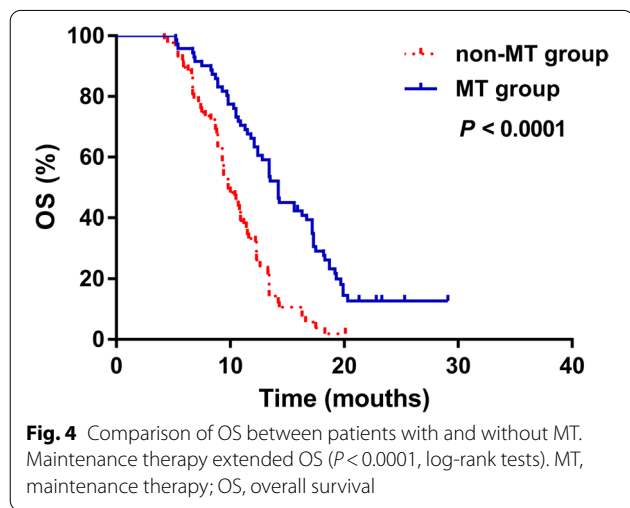 100
80
60
40
20
0
OS (%)
non-MT group
MT group
P < 0.0001
0 10 20 30 40
Time (mouths)
Fig. 4 Comparison of OS between patients with and without MT.
Maintenance therapy extended OS (P < 0.0001, log-rank tests). MT,
maintenance therapy; OS, overall survival